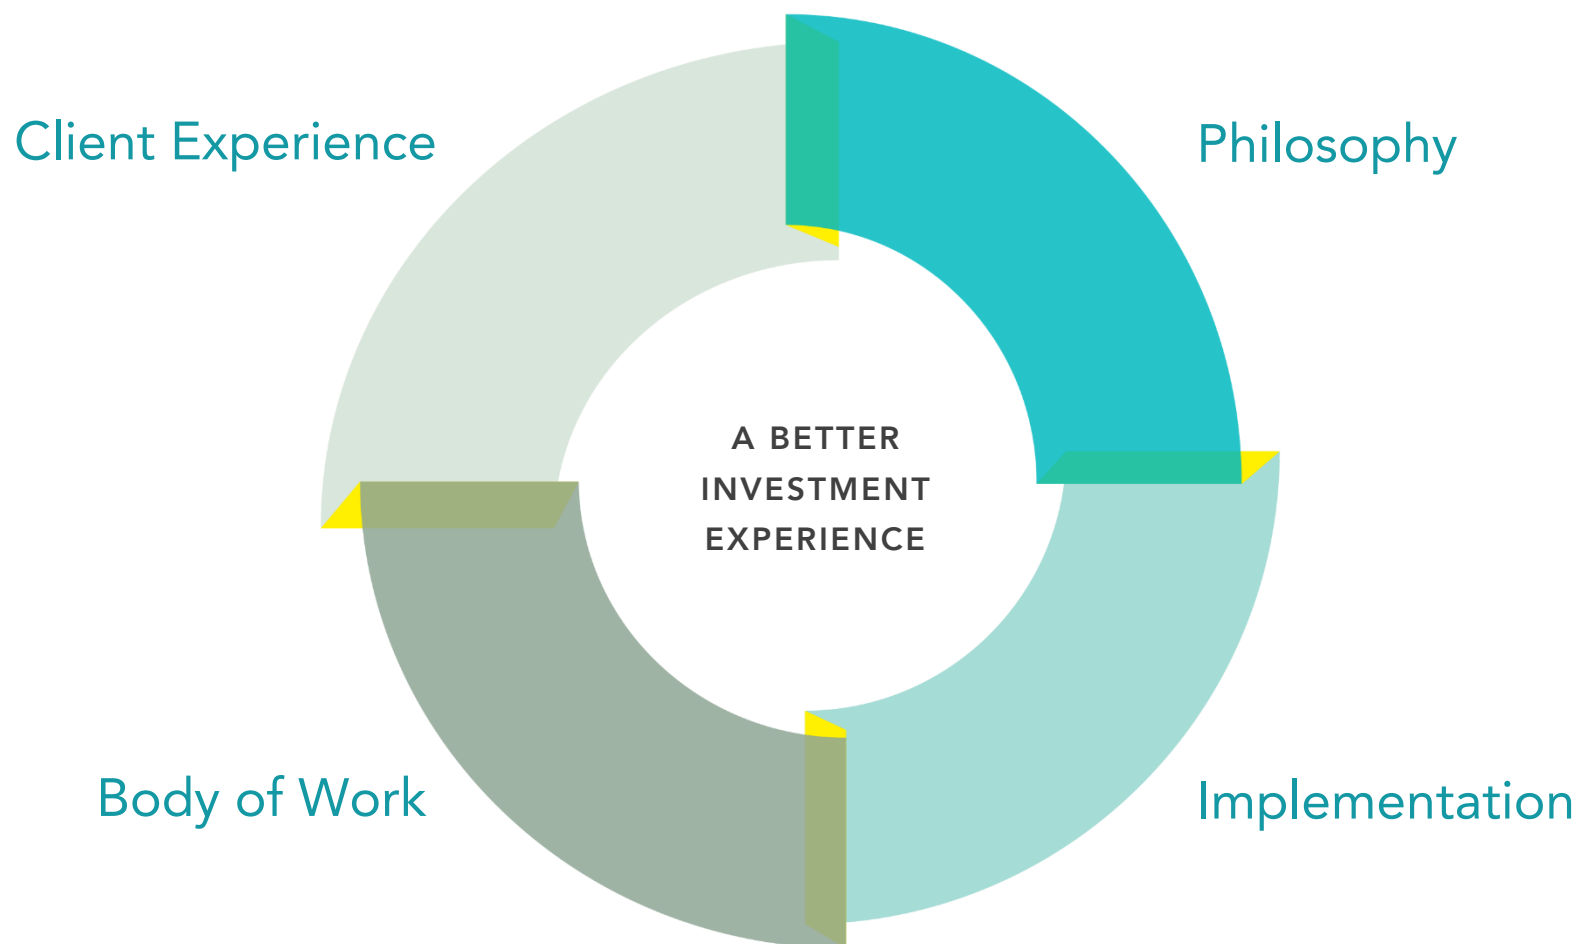 Client Experience
Philosophy
A BETTER
INVESTMENT
EXPERIENCE
Body of Work
Implementation